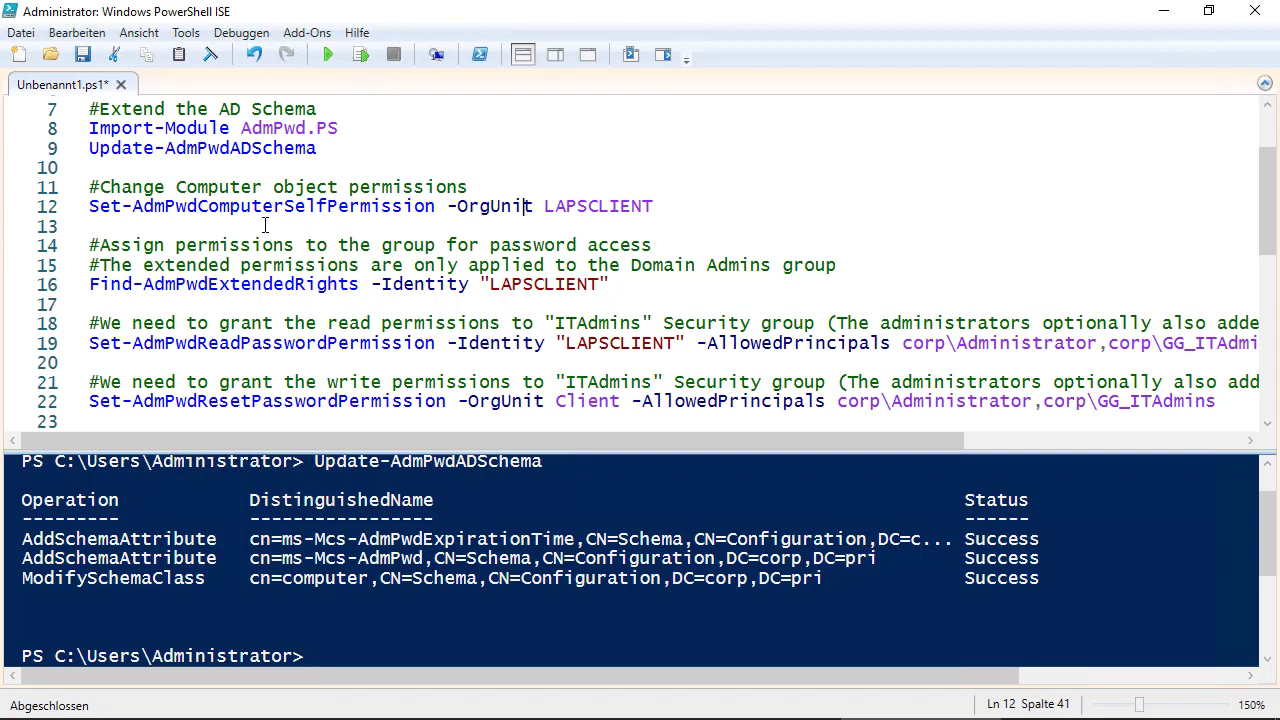 Administrator: Windows PowerShell ISE
Datei Bearbeiten Ansicht Tools Debuggen Add-Ons Hilfe
Unbenannt1.ps1*
7 #Extend the AD Schema
8 Import-Module AdmPwd.PS
9 Update-AdmPwdADSchema
10
11 #Change Computer object permissions
12 Set-AdmPwdComputerSelfPermission -OrgUnit LAPSCLIENT
13
14 #Assign permissions to the group for password access
15 #The extended permissions are only applied to the Domain Admins group
16 Find-AdmPwdExtendedRights -Identity "LAPSCLIENT"
17
18 #We need to grant the read permissions to "ITAdmins" Security group (The administrators optionally also adde
19 Set-AdmPwdReadPasswordPermission -Identity "LAPSCLIENT" -AllowedPrincipals corp\Administrator,corp\GG_ITAdmi
20
21 #We need to grant the write permissions to "ITAdmins" Security group (The administrators optionally also add
22 Set-AdmPwdResetPasswordPermission -OrgUnit Client -AllowedPrincipals corp\Administrator,corp\GG_ITAdmins
23
PS C:\Users\Administrator> Update-AdmPwdADSchema
Operation DistinguishedName Status
--------- ----------------- ------
AddSchemaAttribute cn=ms-Mcs-AdmPwdExpirationTime,CN=Schema,CN=Configuration,DC=c... Success
AddSchemaAttribute cn=ms-Mcs-AdmPwd,CN=Schema,CN=Configuration,DC=corp,DC=pri Success
ModifySchemaClass cn=computer,CN=Schema,CN=Configuration,DC=corp,DC=pri Success
PS C:\Users\Administrator>
Abgeschlossen Ln 12 Spalte 41 150%